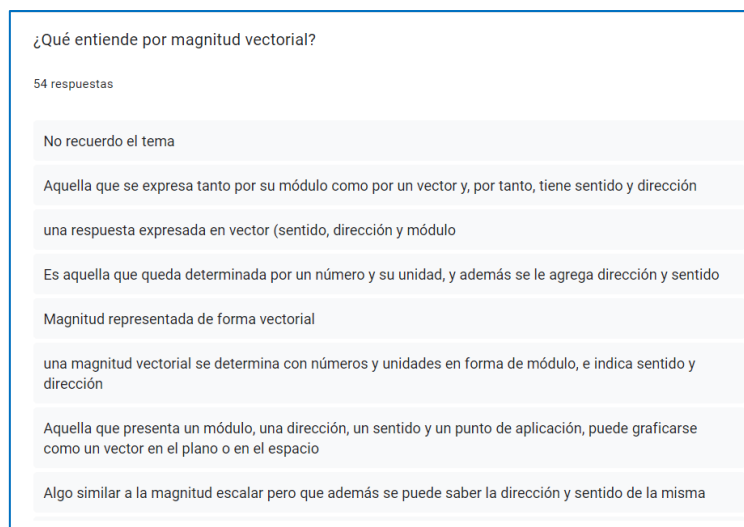 ¿Qué entiende por magnitud vectorial?
54 respuestas
No recuerdo el tema
Aquella que se expresa tanto por su módulo como por un vector y, por tanto, tiene sentido y dirección
una respuesta expresada en vector (sentido, dirección y módulo
Es aquella que queda determinada por un número y su unidad, y además se le agrega dirección y sentido
Magnitud representada de forma vectorial
una magnitud vectorial se determina con números y unidades en forma de módulo, e indica sentido y
dirección
Aquella que presenta un módulo, una dirección, un sentido y un punto de aplicación, puede graficarse
como un vector en el plano o en el espacio
Algo similar a la magnitud escalar pero que además se puede saber la dirección y sentido de la misma